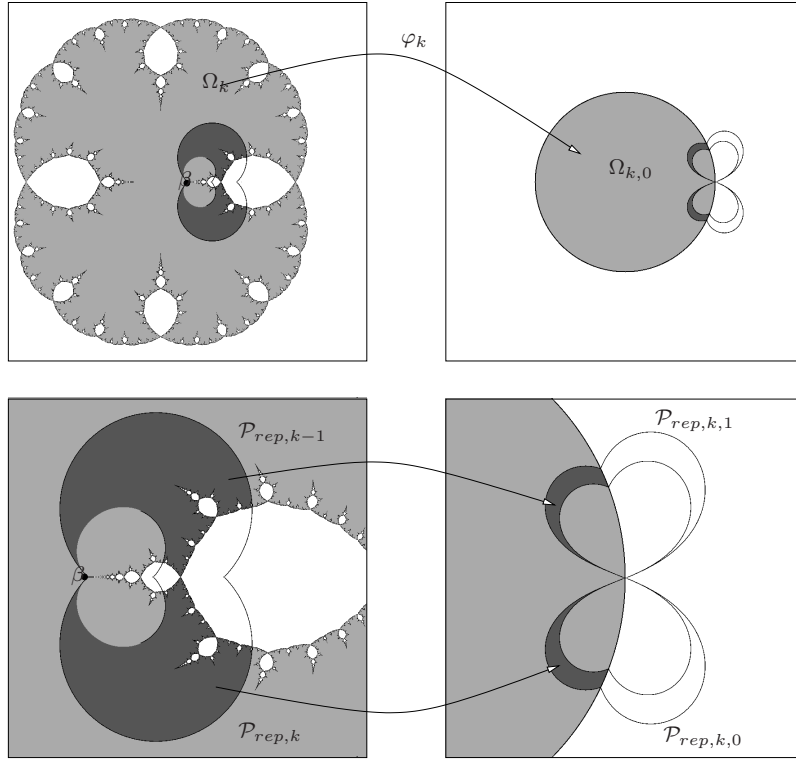 φ_k
Ω_k
β
Ω_{k,0}
𝒫_{rep,k−1}
𝒫_{rep,k,1}
β
𝒫_{rep,k}
𝒫_{rep,k,0}